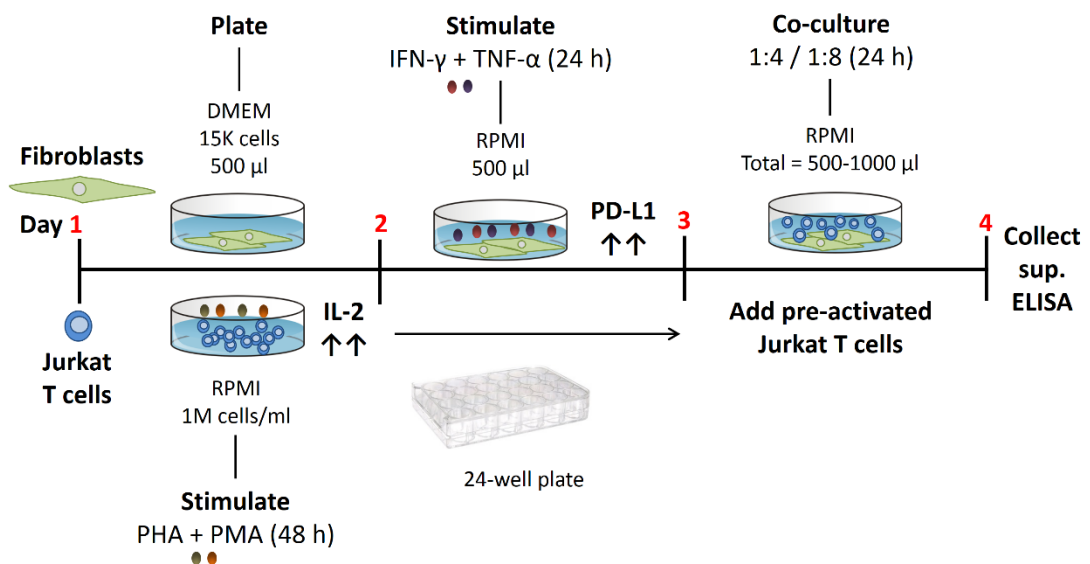 Plate
DMEM
15K cells
500 µl
Stimulate
IFN-γ + TNF-α (24 h)
RPMI
500 µl
Co-culture
1:4 / 1:8 (24 h)
RPMI
Total = 500-1000 µl
Fibroblasts
PD-L1
↑↑
Day 1
2
3
4
Collect
sup.
ELISA
Jurkat
T cells
IL-2
↑↑
Add pre-activated
Jurkat T cells
RPMI
1M cells/ml
24-well plate
Stimulate
PHA + PMA (48 h)